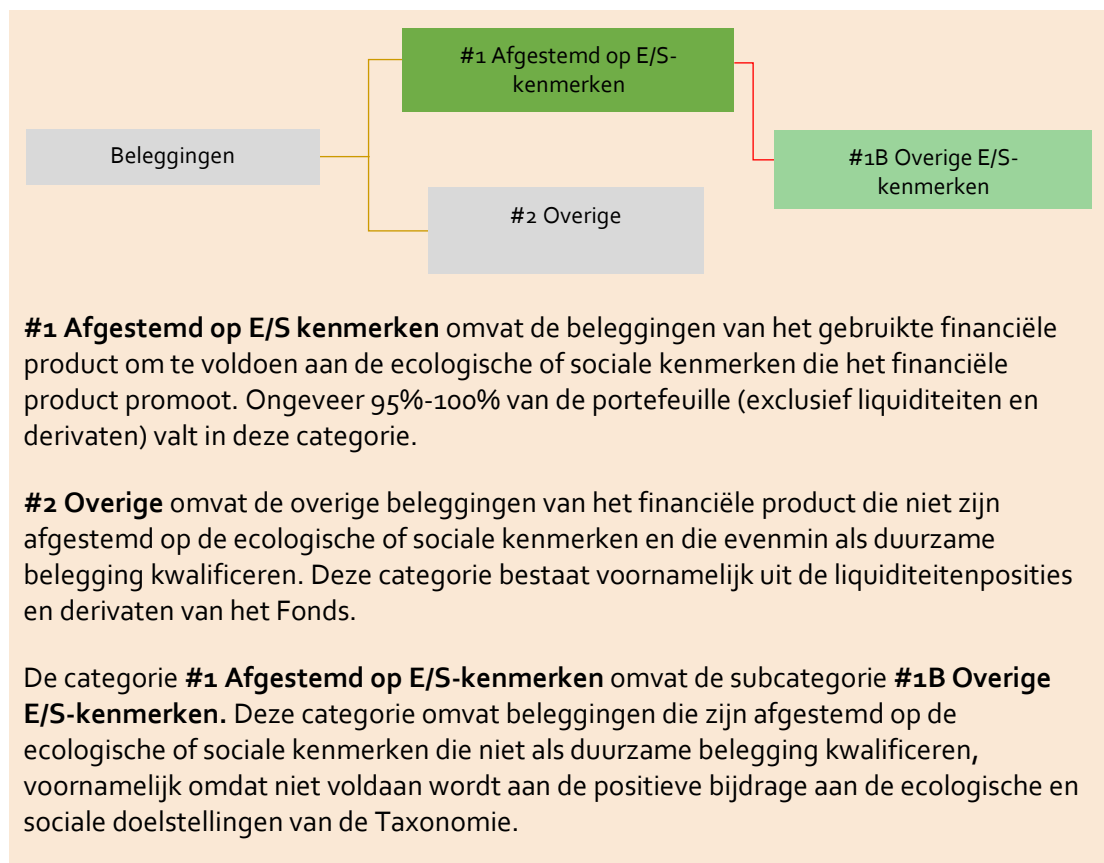 #1 Afgestemd op E/S-
kenmerken
Beleggingen
#1B Overige E/S-
kenmerken
#2 Overige
#1 Afgestemd op E/S kenmerken omvat de beleggingen van het gebruikte financiële
product om te voldoen aan de ecologische of sociale kenmerken die het financiële
product promoot. Ongeveer 95%-100% van de portefeuille (exclusief liquiditeiten en
derivaten) valt in deze categorie.
#2 Overige omvat de overige beleggingen van het financiële product die niet zijn
afgestemd op de ecologische of sociale kenmerken en die evenmin als duurzame
belegging kwalificeren. Deze categorie bestaat voornamelijk uit de liquiditeitenposities
en derivaten van het Fonds.
De categorie #1 Afgestemd op E/S-kenmerken omvat de subcategorie #1B Overige
E/S-kenmerken. Deze categorie omvat beleggingen die zijn afgestemd op de
ecologische of sociale kenmerken die niet als duurzame belegging kwalificeren,
voornamelijk omdat niet voldaan wordt aan de positieve bijdrage aan de ecologische en
sociale doelstellingen van de Taxonomie.